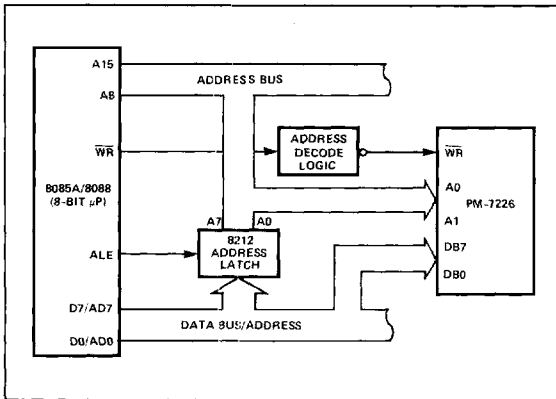 A15
ADDRESS BUS
A8
ADDRESS
DECODE
LOGIC
WR
WR
8085A/8088
(8-BIT μP)
A0
PM-7226
A7
A0
A1
8212
ADDRESS
LATCH
DB7
ALE
DB0
D7/AD7
DATA BUS/ADDRESS
D0/AD0